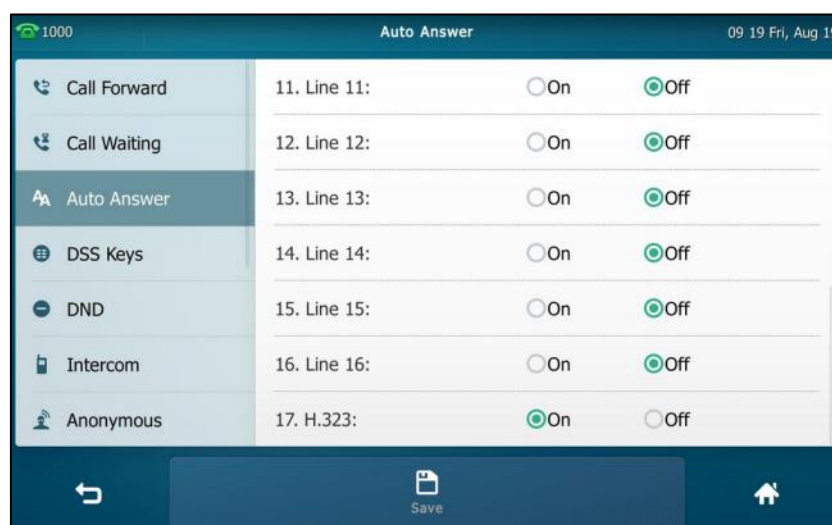 1000 Auto Answer 09 19 Fri, Aug 19
Call Forward
Call Waiting
AA Auto Answer
DSS Keys
DND
Intercom
Anonymous
11. Line 11: On Off
12. Line 12: On Off
13. Line 13: On Off
14. Line 14: On Off
15. Line 15: On Off
16. Line 16: On Off
17. H.323: On Off
Save